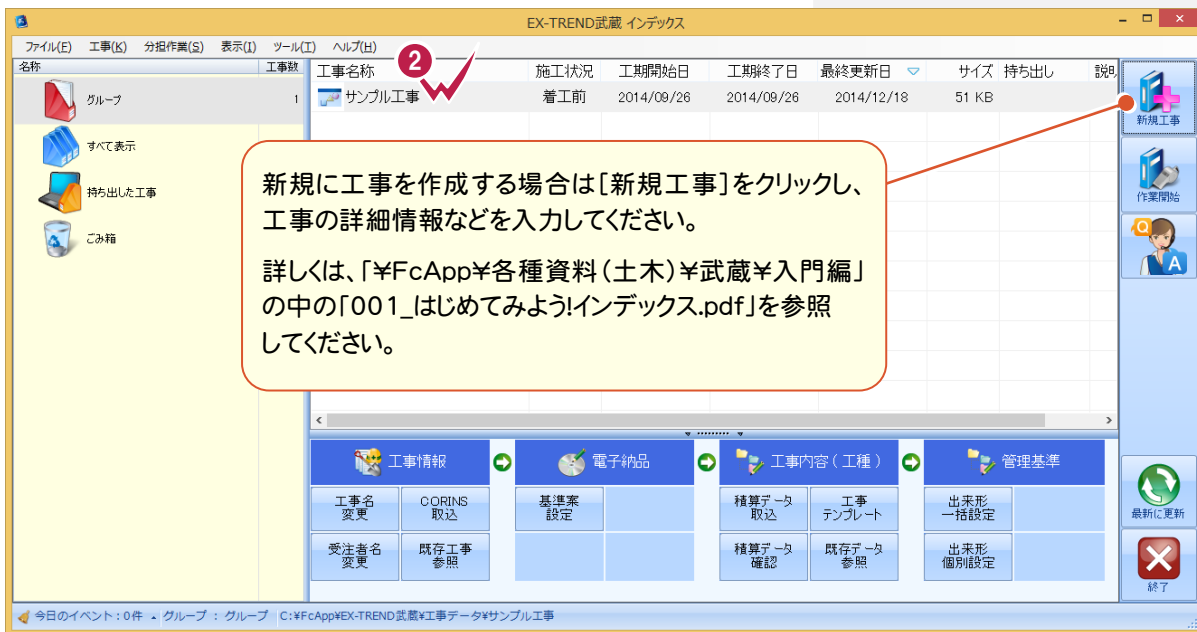 EX-TREND武蔵 インデックス
ファイル(F) 工事(K) 分担作業(S) 表示(I) ツール(T) ヘルプ(H)
名称 工事数
グループ 1
すべて表示
持ち出した工事
ごみ箱
2
工事名称 施工状況 工期開始日 工期終了日 最終更新日 サイズ 持ち出し 説明
サンプル工事 着工前 2014/09/26 2014/09/26 2014/12/18 51 KB
新規に工事を作成する場合は[新規工事]をクリックし、
工事の詳細情報などを入力してください。
詳しくは、「¥FcApp¥各種資料(土木)¥武蔵¥入門編」
の中の「001_はじめてみよう!インデックス.pdf」を参照
してください。
新規工事
作業開始
Q
A
最新に更新
終了
工事情報 電子納品 工事内容(工種) 管理基準
工事名
変更
CORINS
取込
基準案
設定
積算データ
取込
工事
テンプレート
出来形
一括設定
受注者名
変更
既存工事
参照
積算データ
確認
既存データ
参照
出来形
個別設定
今日のイベント:0件 グループ : グループ C:¥FcApp¥EX-TREND武蔵¥工事データ¥サンプル工事